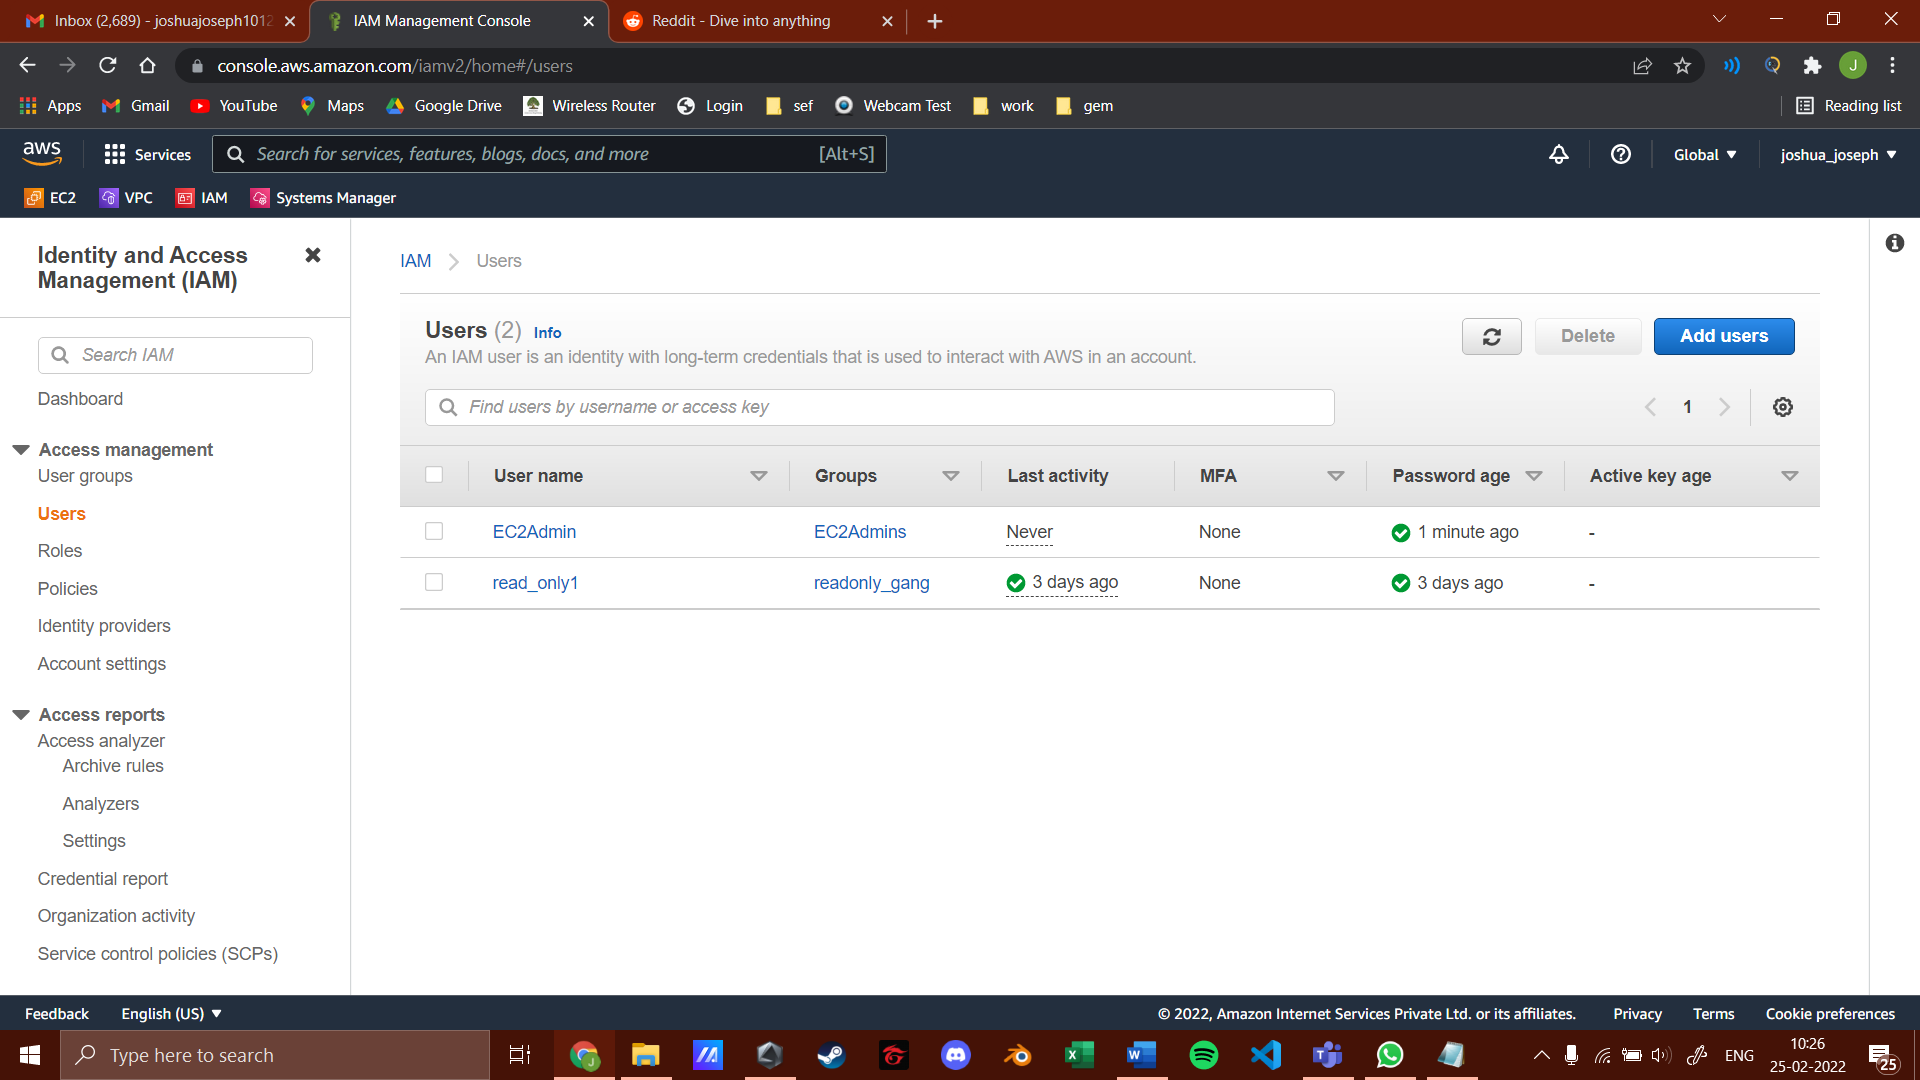 Inbox (2,689) - joshuajoseph1012
IAM Management Console
Reddit - Dive into anything
console.aws.amazon.com/iamv2/home#/users
J
Apps
Gmail
YouTube
Maps
Google Drive
Wireless Router
Login
sef
Webcam Test
work
gem
Reading list
aws
Services
Search for services, features, blogs, docs, and more
[Alt+S]
Global
joshua_joseph
EC2
VPC
IAM
Systems Manager
Identity and Access
Management (IAM)
Search IAM
Dashboard
Access management
User groups
Users
Roles
Policies
Identity providers
Account settings
Access reports
Access analyzer
Archive rules
Analyzers
Settings
Credential report
Organization activity
Service control policies (SCPs)
IAM > Users
Users (2) Info
An IAM user is an identity with long-term credentials that is used to interact with AWS in an account.
Delete
Add users
Find users by username or access key
1
User name Groups Last activity MFA Password age Active key age
EC2Admin EC2Admins Never None 1 minute ago -
read_only1 readonly_gang 3 days ago None 3 days ago -
Feedback
English (US)
© 2022, Amazon Internet Services Private Ltd. or its affiliates.
Privacy
Terms
Cookie preferences
Type here to search
ENG
10:26
25-02-2022
25